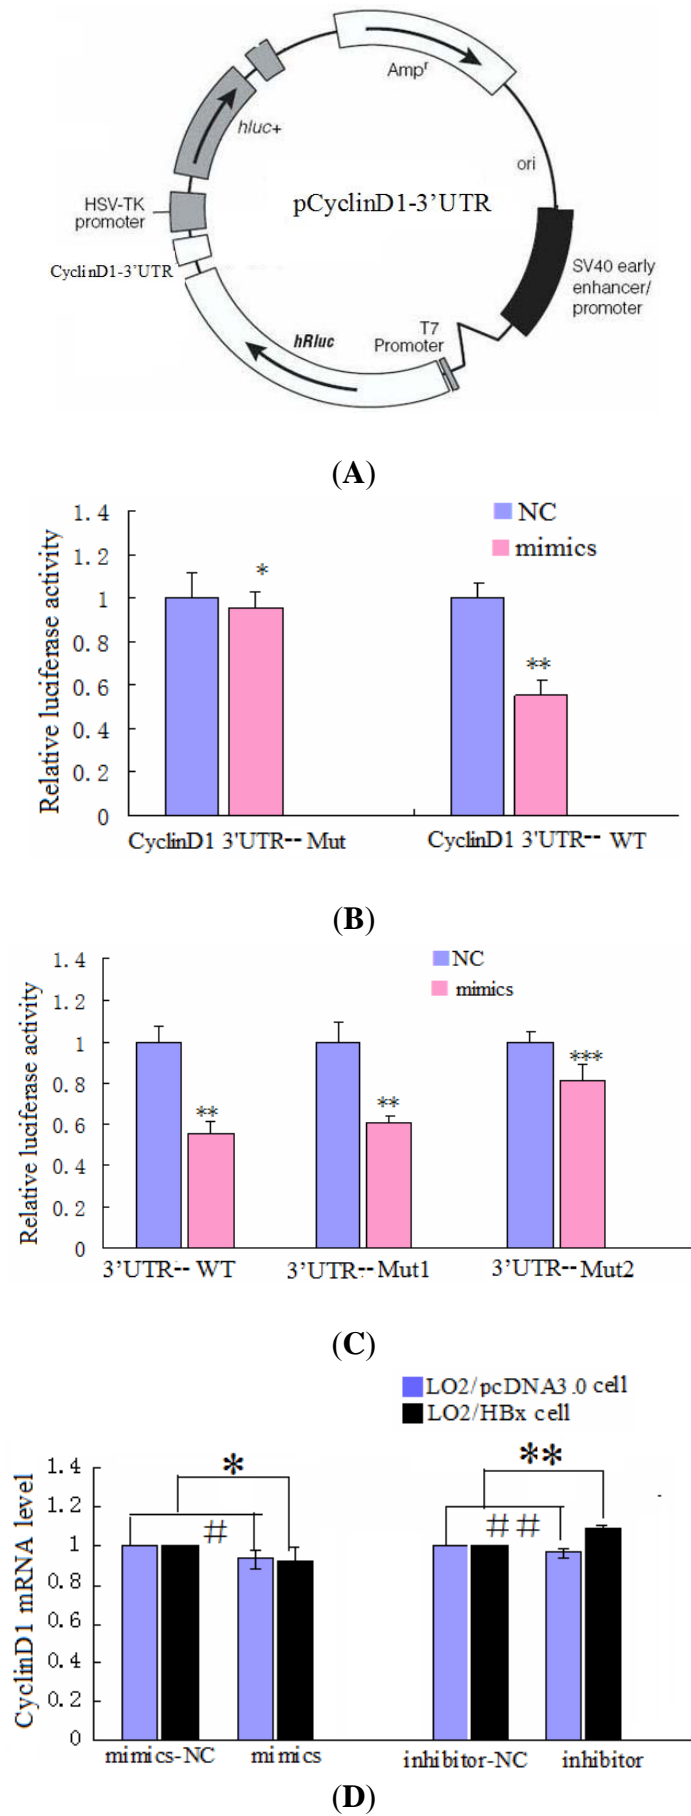 Ampʳ
hluc+
ori
HSV-TK
promoter
pCyclinD1-3’UTR
CyclinD1-3’UTR
SV40 early
enhancer/
promoter
T7
Promoter
hRluc
(A)
Relative luciferase activity
1.4
1.2
1
0.8
0.6
0.4
0.2
0
NC
mimics
*
**
CyclinD1 3'UTR-- Mut
CyclinD1 3'UTR-- WT
(B)
Relative luciferase activity
1.4
1.2
1
0.8
0.6
0.4
0.2
0
NC
mimics
**
**
***
3’UTR-- WT
3’UTR-- Mut1
3’UTR-- Mut2
(C)
LO2/pcDNA3.0 cell
LO2/HBx cell
CyclinD1 mRNA level
1.4
1.2
1
0.8
0.6
0.4
0.2
0
*
#
**
##
mimics-NC
mimics
inhibitor-NC
inhibitor
(D)